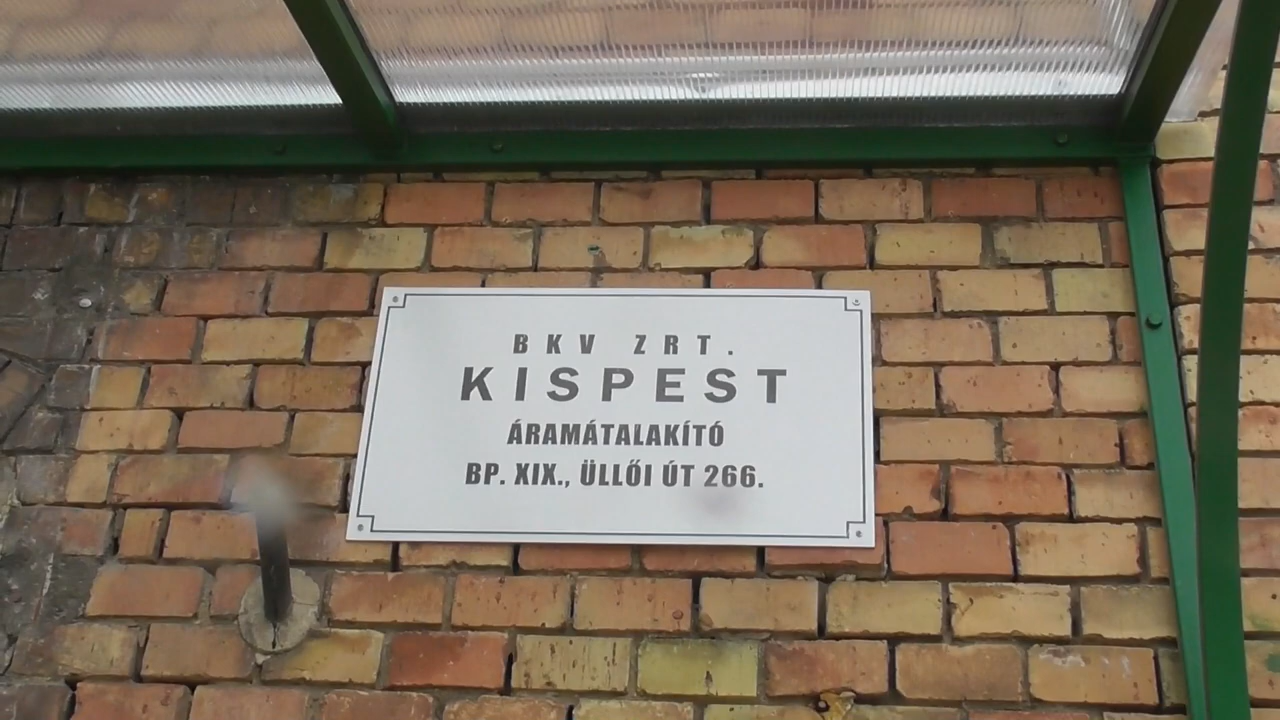 BKV ZRT.
KISPEST
ÁRAMÁTALAKÍTÓ
BP. XIX., ÜLLŐI ÚT 266.